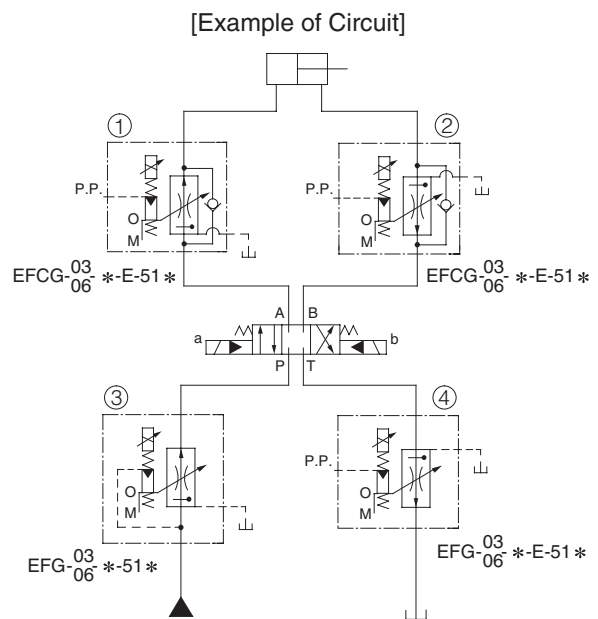 [Example of Circuit]
① ②
P.P. P.P.
O O
M M
EFCG-03/06-＊-E-51＊ EFCG-03/06-＊-E-51＊
A B
a b
P T
③ ④
P.P.
O O
M M
EFG-03/06-＊-51＊ EFG-03/06-＊-E-51＊